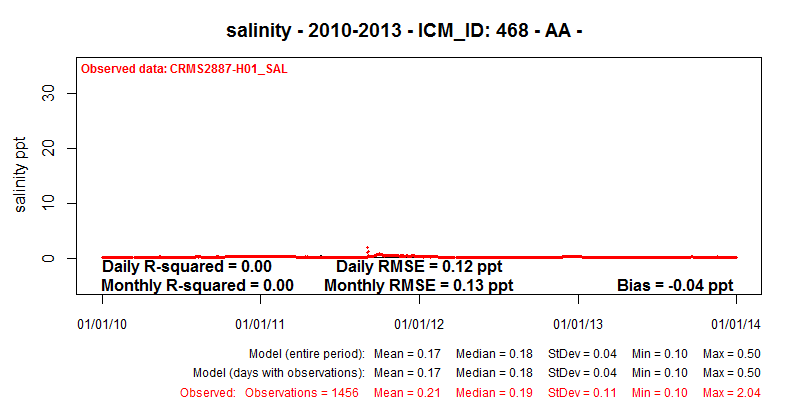 salinity - 2010-2013 - ICM_ID: 468 - AA -
Observed data: CRMS2887-H01_SAL
salinity ppt
30
20
10
0
Daily R-squared = 0.00 Daily RMSE = 0.12 ppt
Monthly R-squared = 0.00 Monthly RMSE = 0.13 ppt Bias = -0.04 ppt
01/01/10 01/01/11 01/01/12 01/01/13 01/01/14
Model (entire period): Mean = 0.17 Median = 0.18 StDev = 0.04 Min = 0.10 Max = 0.50
Model (days with observations): Mean = 0.17 Median = 0.18 StDev = 0.04 Min = 0.10 Max = 0.50
Observed: Observations = 1456 Mean = 0.21 Median = 0.19 StDev = 0.11 Min = 0.10 Max = 2.04